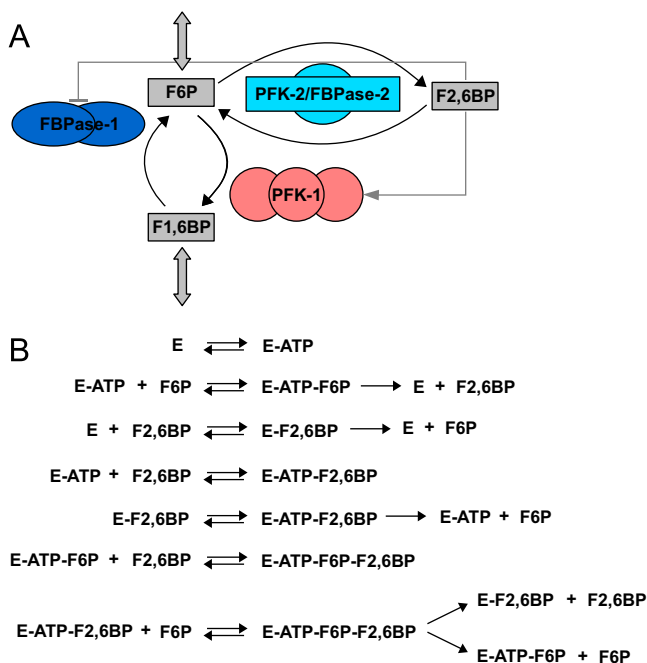 A
F6P
PFK-2/FBPase-2
F2,6BP
FBPase-1
PFK-1
F1,6BP
B
E E-ATP
E-ATP + F6P E-ATP-F6P E + F2,6BP
E + F2,6BP E-F2,6BP E + F6P
E-ATP + F2,6BP E-ATP-F2,6BP
E-F2,6BP E-ATP-F2,6BP E-ATP + F6P
E-ATP-F6P + F2,6BP E-ATP-F6P-F2,6BP
E-F2,6BP + F2,6BP
E-ATP-F2,6BP + F6P E-ATP-F6P-F2,6BP
E-ATP-F6P + F6P